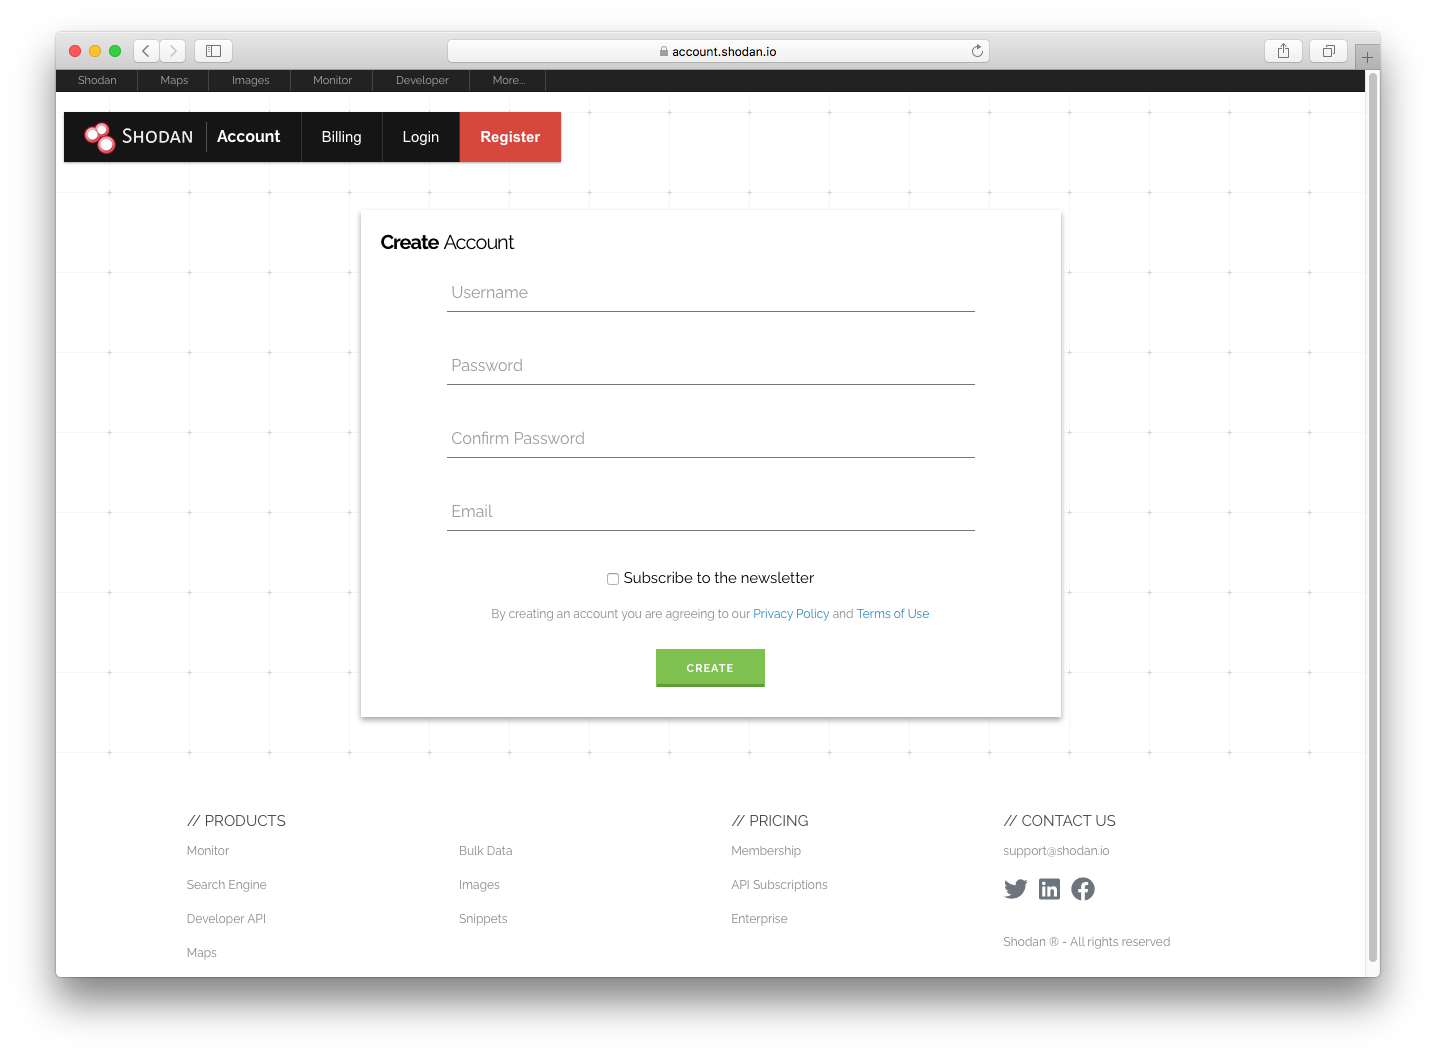 account.shodan.io
Shodan Maps Images Monitor Developer More...
SHODAN Account Billing Login Register
Create Account
Username
Password
Confirm Password
Email
Subscribe to the newsletter
By creating an account you are agreeing to our Privacy Policy and Terms of Use
CREATE
// PRODUCTS
Monitor
Search Engine
Developer API
Maps
Bulk Data
Images
Snippets
// PRICING
Membership
API Subscriptions
Enterprise
// CONTACT US
support@shodan.io
Shodan ® - All rights reserved